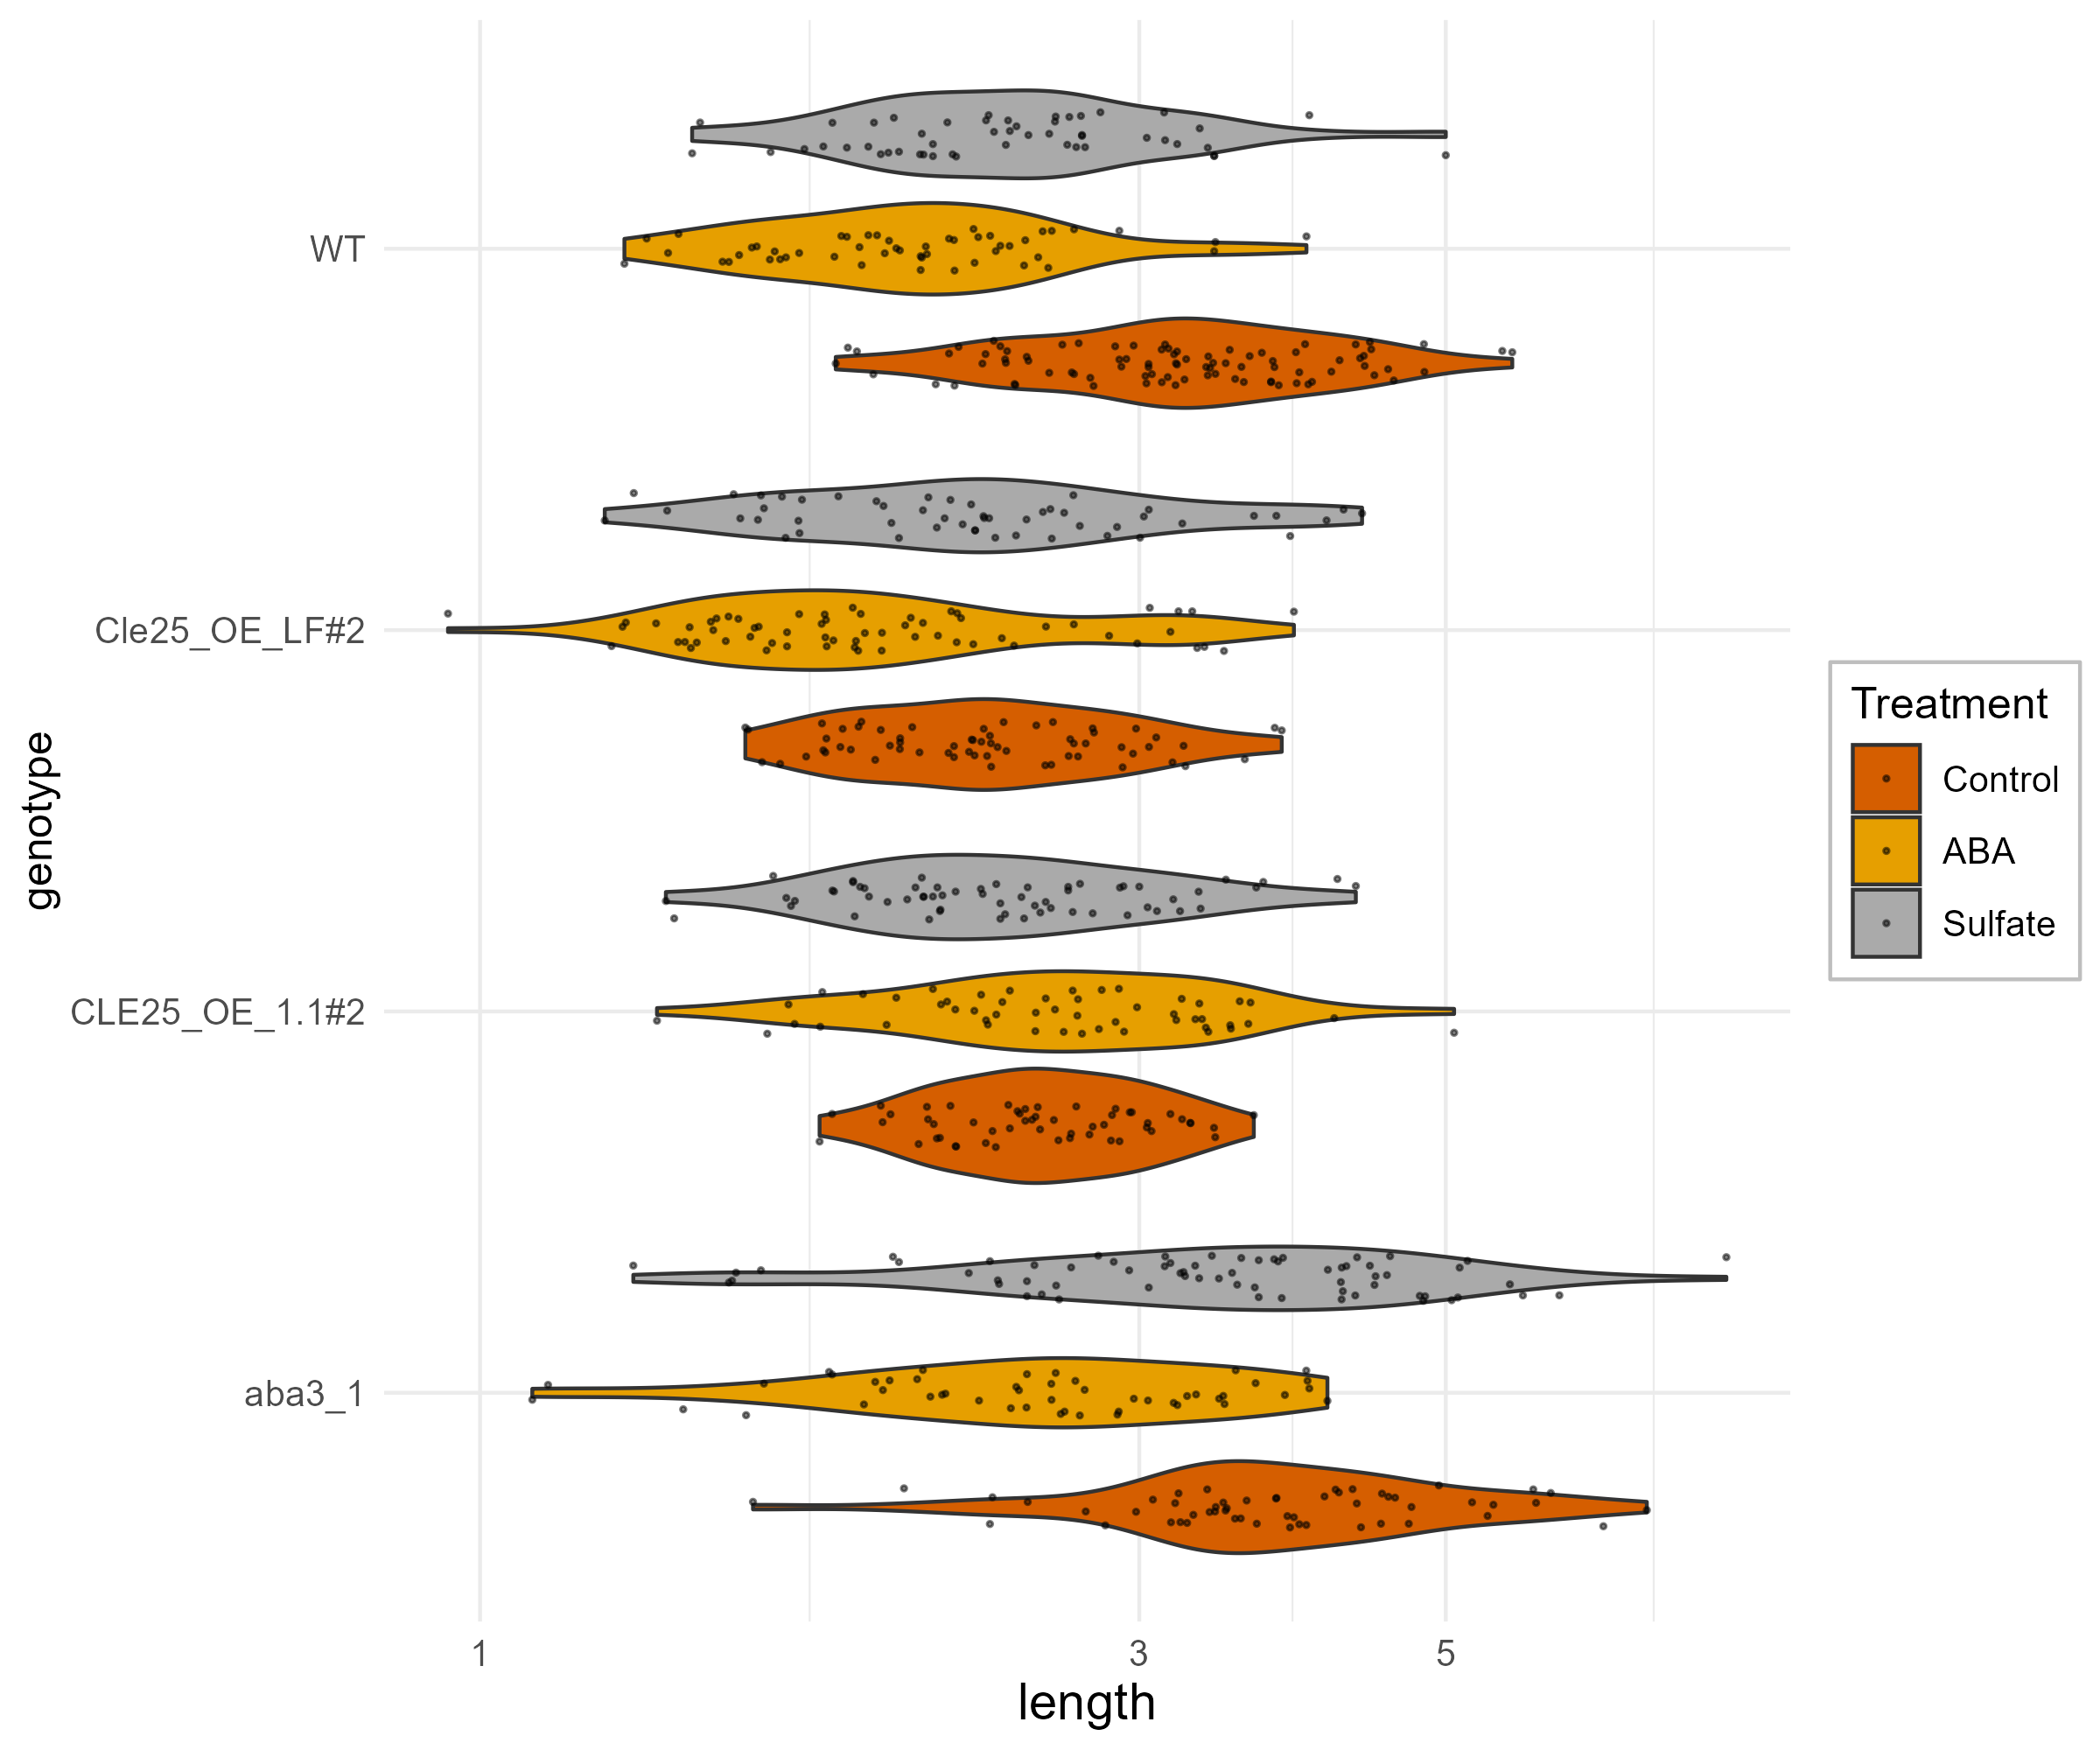 WT
Cle25_OE_LF#2
CLE25_OE_1.1#2
aba3_1
genotype
1 3 5
length
Treatment
Control
ABA
Sulfate